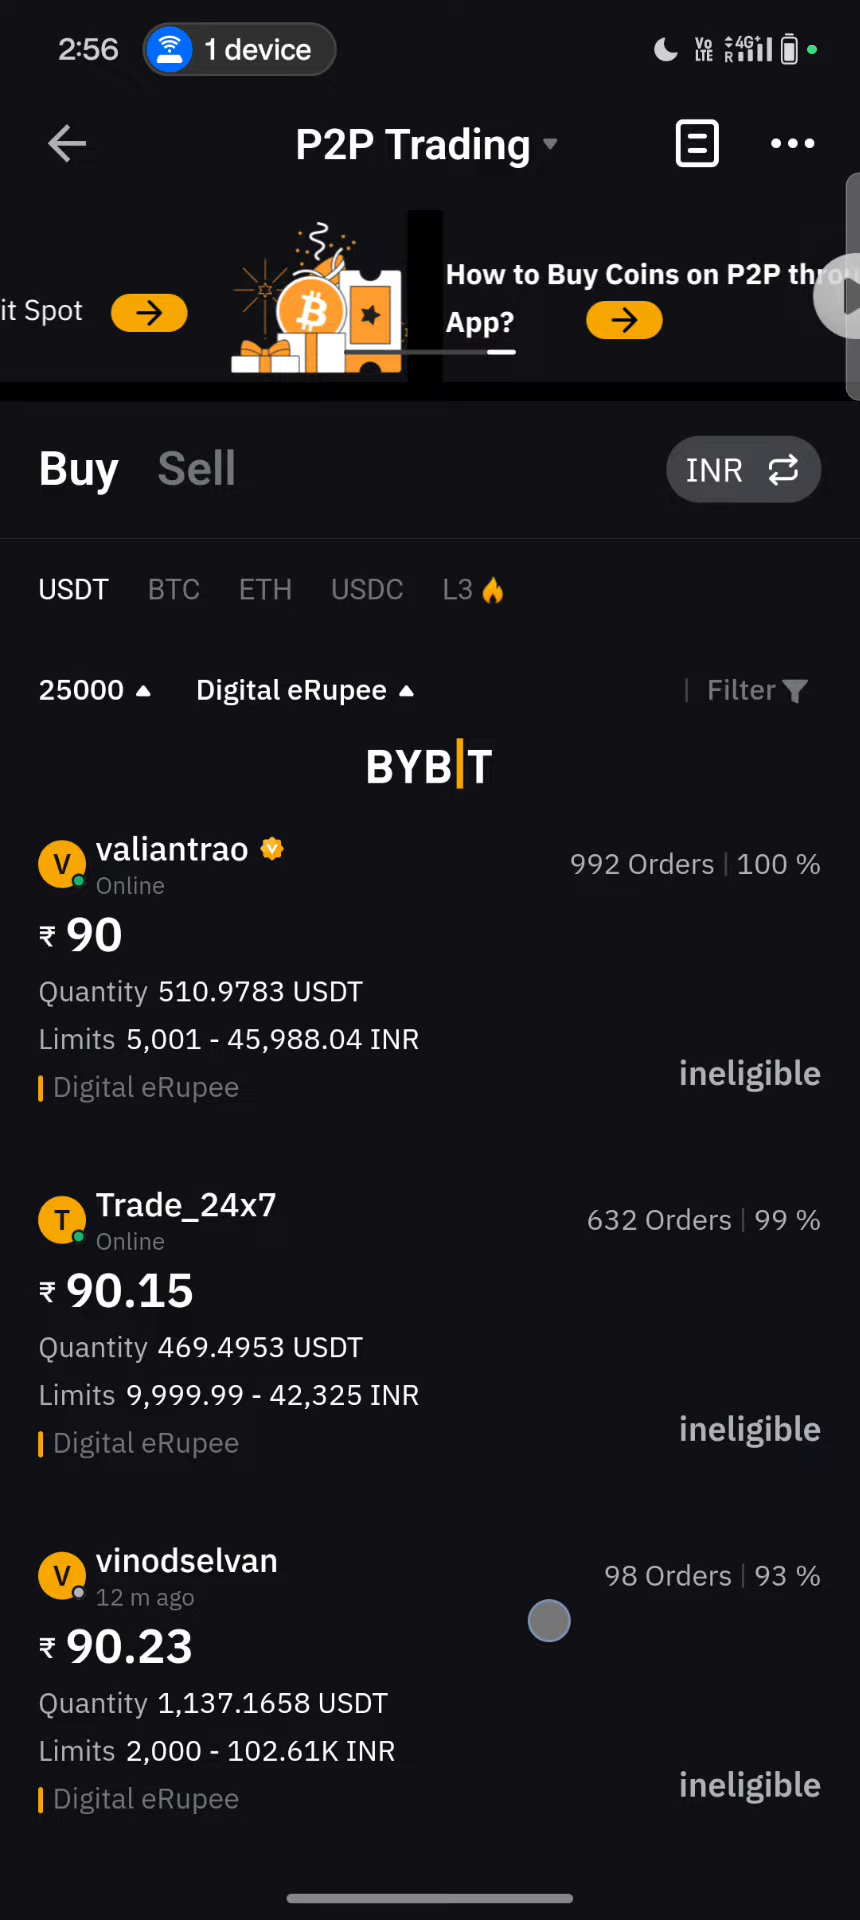 2:56
1 device
Vo
LTE
4G+
R
P2P Trading
it Spot
How to Buy Coins on P2P throu
App?
Buy Sell
INR
USDT BTC ETH USDC L3
25000 Digital eRupee | Filter
BYBIT
V valiantrao
992 Orders | 100 %
Online
₹ 90
Quantity 510.9783 USDT
Limits 5,001 - 45,988.04 INR
ineligible
Digital eRupee
T Trade_24x7
632 Orders | 99 %
Online
₹ 90.15
Quantity 469.4953 USDT
Limits 9,999.99 - 42,325 INR
ineligible
Digital eRupee
V vinodselvan
98 Orders | 93 %
12 m ago
₹ 90.23
Quantity 1,137.1658 USDT
Limits 2,000 - 102.61K INR
ineligible
Digital eRupee